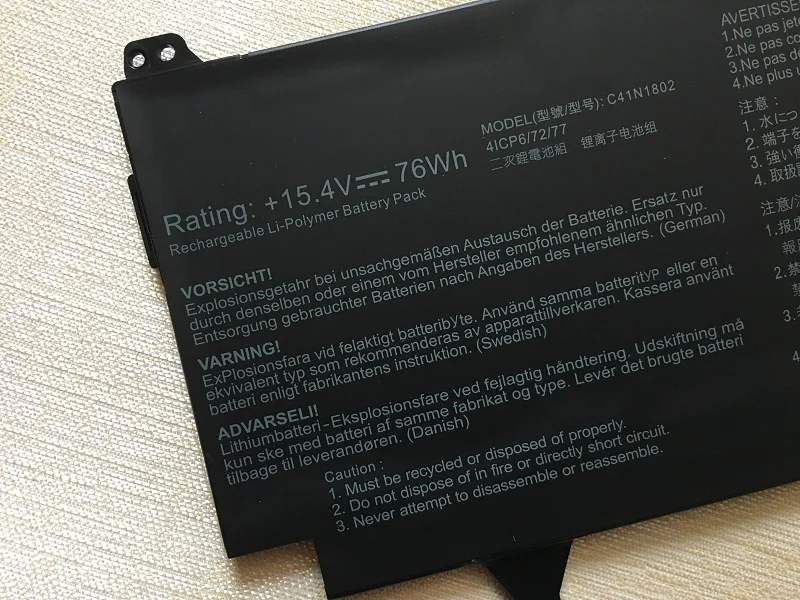 MODEL(型號/型号): C41N1802
4ICP6/72/77
二次鋰電池組 锂离子电池组
Rating: +15.4V 76Wh
Rechargeable Li-Polymer Battery Pack
VORSICHT!
Explosionsgetahr bei unsachgemäßen Austausch der Batterie. Ersatz nur
durch denselben oder einem vom Hersteller empfohlenem ähnlichen Typ.
Entsorgung gebrauchter Batterien nach Angaben des Herstellers. (German)
VARNING!
ExPlosionsfara vid felaktigt batteribyte. Använd samma batterityP eller en
ekvivalent typ som rekommenderas av apparattillverkaren. Kassera använt
batteri enligt fabrikantens instruktion. (Swedish)
ADVARSELI!
Lithiumbatteri-Eksplosionsfare ved fejlagtig håndtering. Udskiftning må
kun ske med batteri af samme fabrikat og type. Levér det brugte batteri
tilbage til leverandøren. (Danish)
Caution :
1. Must be recycled or disposed of properly.
2. Do not dispose of in fire or directly short circuit.
3. Never attempt to disassemble or reassemble.
AVERTISSE
1.Ne pas jet
2.Ne pas co
3.Ne pas d
4.Ne plus u
注意 :
1. 水につ
2. 端子を
3. 強い衝
4. 取扱説
注意/注
1.报废
報
2.禁
禁
3.
4